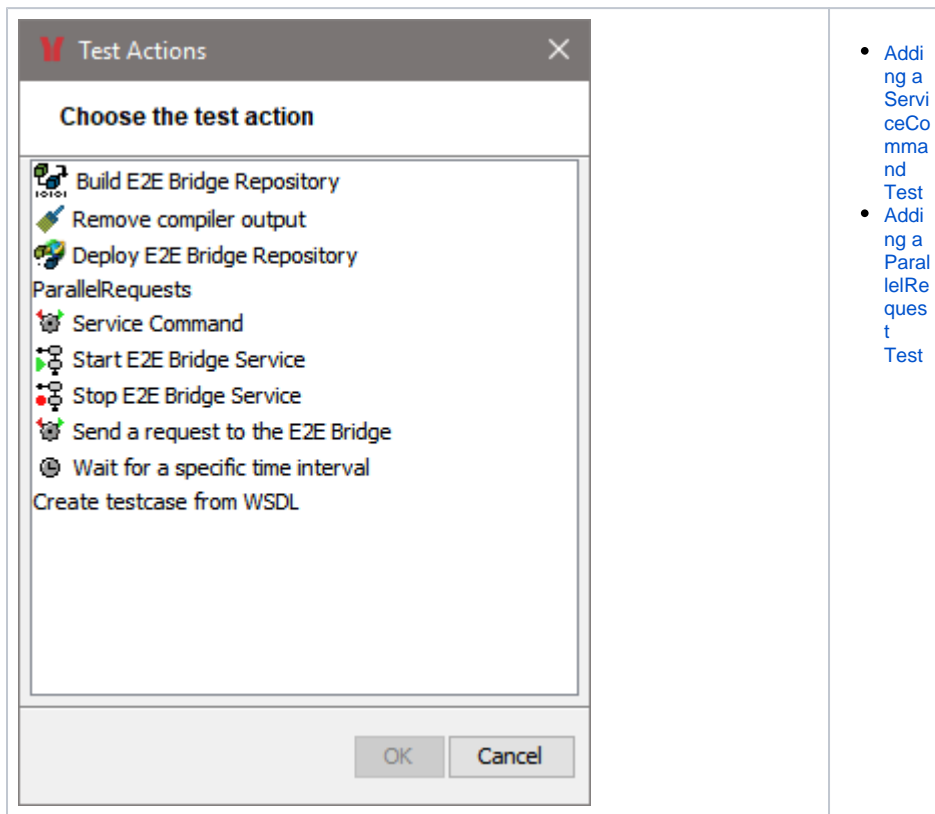 Test Actions
Choose the test action
Build E2E Bridge Repository
Remove compiler output
Deploy E2E Bridge Repository
ParallelRequests
Service Command
Start E2E Bridge Service
Stop E2E Bridge Service
Send a request to the E2E Bridge
Wait for a specific time interval
Create testcase from WSDL
OK
Cancel
Addi
ng a
Servi
ceCo
mma
nd
Test
Addi
ng a
Paral
lelRe
ques
t
Test